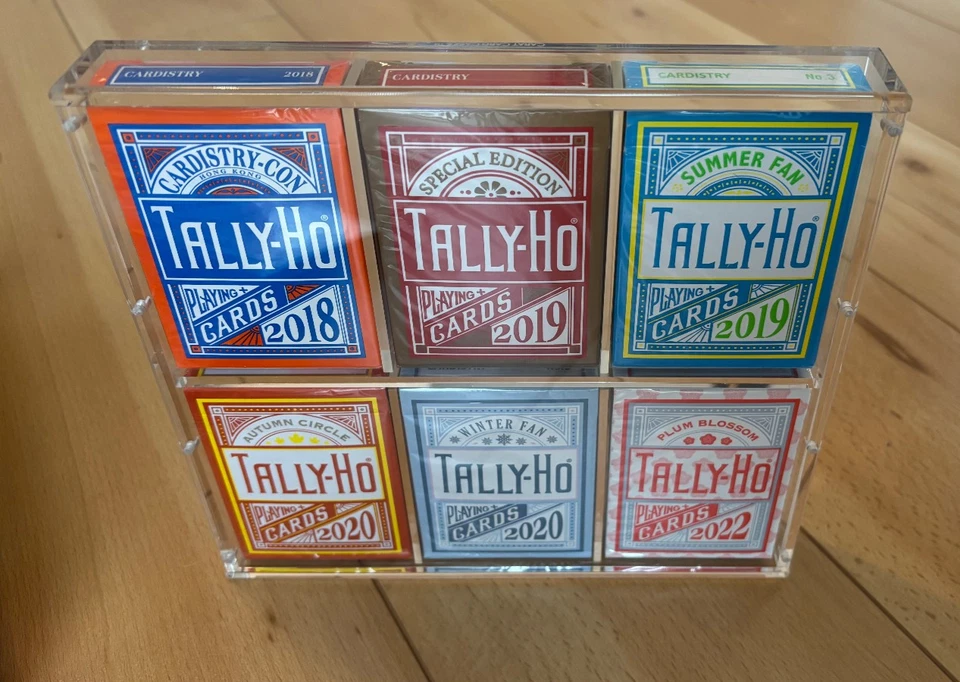 CARDISTRY 2018
CARDISTRY
CARDISTRY No 3
CARDISTRY-CON
HONG KONG
TALLY-HO®
PLAYING
CARDS 2018
SPECIAL EDITION
TALLY-HO®
PLAYING
CARDS 2019
SUMMER FAN
TALLY-HO®
PLAYING
CARDS 2019
AUTUMN CIRCLE
TALLY-HO
PLAYING
CARDS 2020
WINTER FAN
TALLY-HO
PLAYING
CARDS 2020
PLUM BLOSSOM
TALLY-HO
PLAYING
CARDS 2022